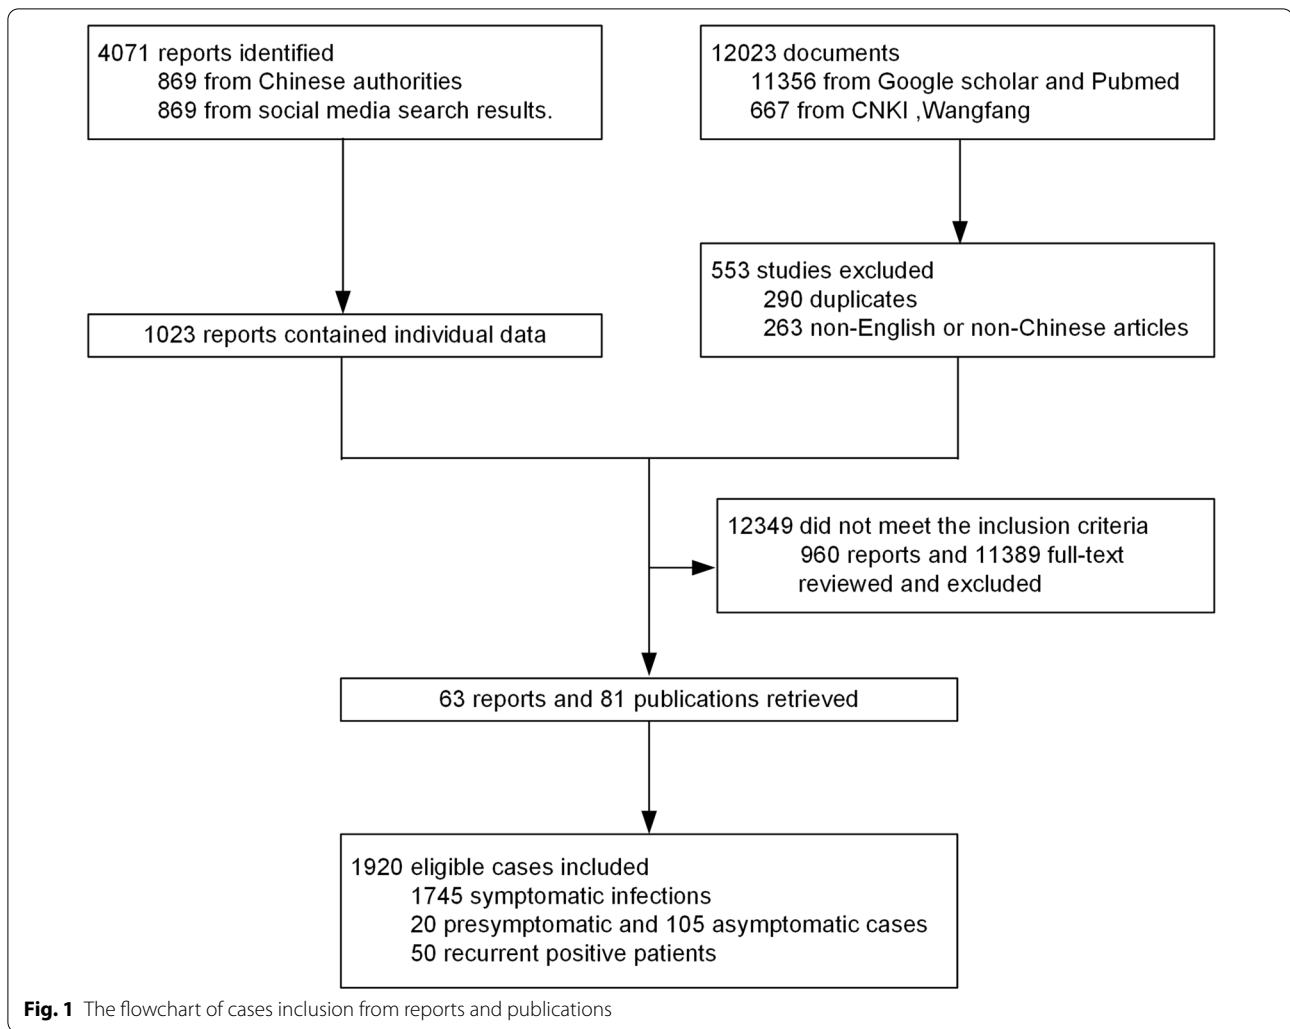 4071 reports identified
869 from Chinese authorities
869 from social media search results.
12023 documents
11356 from Google scholar and Pubmed
667 from CNKI ,Wangfang
553 studies excluded
290 duplicates
263 non-English or non-Chinese articles
1023 reports contained individual data
12349 did not meet the inclusion criteria
960 reports and 11389 full-text
reviewed and excluded
63 reports and 81 publications retrieved
1920 eligible cases included
1745 symptomatic infections
20 presymptomatic and 105 asymptomatic cases
50 recurrent positive patients
Fig. 1 The flowchart of cases inclusion from reports and publications